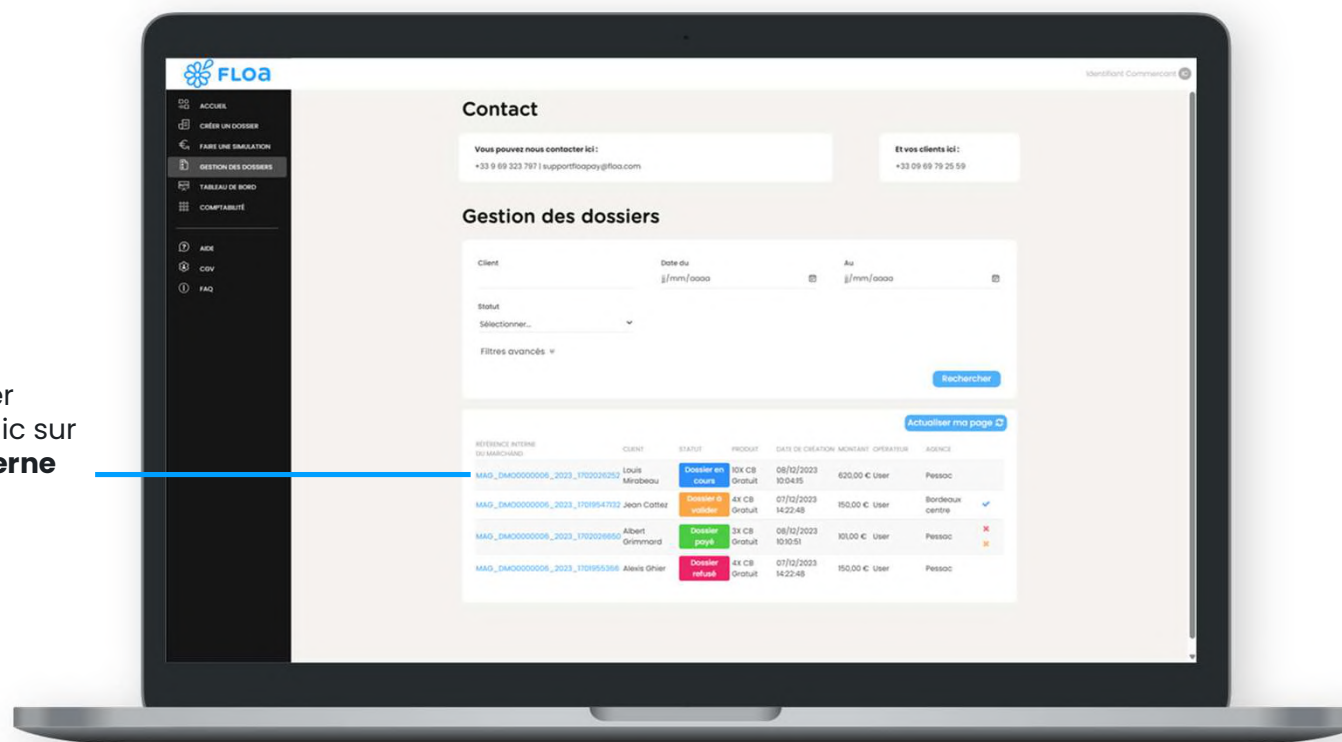 FLOa
Identifiant Commercant C
ACCUEIL
CRÉER UN DOSSIER
FAIRE UNE SIMULATION
GESTION DES DOSSIERS
TABLEAU DE BORD
COMPTABILITÉ
AIDE
CGV
FAQ
Contact
Vous pouvez nous contacter ici :
+33 9 69 323 797 | supportfloapay@floa.com
Et vos clients ici :
+33 09 69 79 25 59
Gestion des dossiers
Client
Date du
Au
jj/mm/aaaa
jj/mm/aaaa
Statut
Sélectionner...
Filtres avancés
Rechercher
Actualiser ma page
er
ic sur
erne
RÉFÉRENCE INTERNE DU MARCHAND CLIENT STATUT PRODUIT DATE DE CRÉATION MONTANT OPÉRATEUR AGENCE
MAG_DMO0000006_2023_1702026252 Louis Mirabeau Dossier en cours 10X CB Gratuit 08/12/2023 10:04:15 620,00 € User Pessac
MAG_DMO0000006_2023_1701954732 Jean Cottez Dossier à valider 4X CB Gratuit 07/12/2023 14:22:48 150,00 € User Bordeaux centre
MAG_DMO0000006_2023_1702026650 Albert Grimmard Dossier payé 3X CB Gratuit 08/12/2023 10:10:51 101,00 € User Pessac
MAG_DMO0000006_2023_1701955366 Alexis Ghier Dossier refusé 4X CB Gratuit 07/12/2023 14:22:48 150,00 € User Pessac